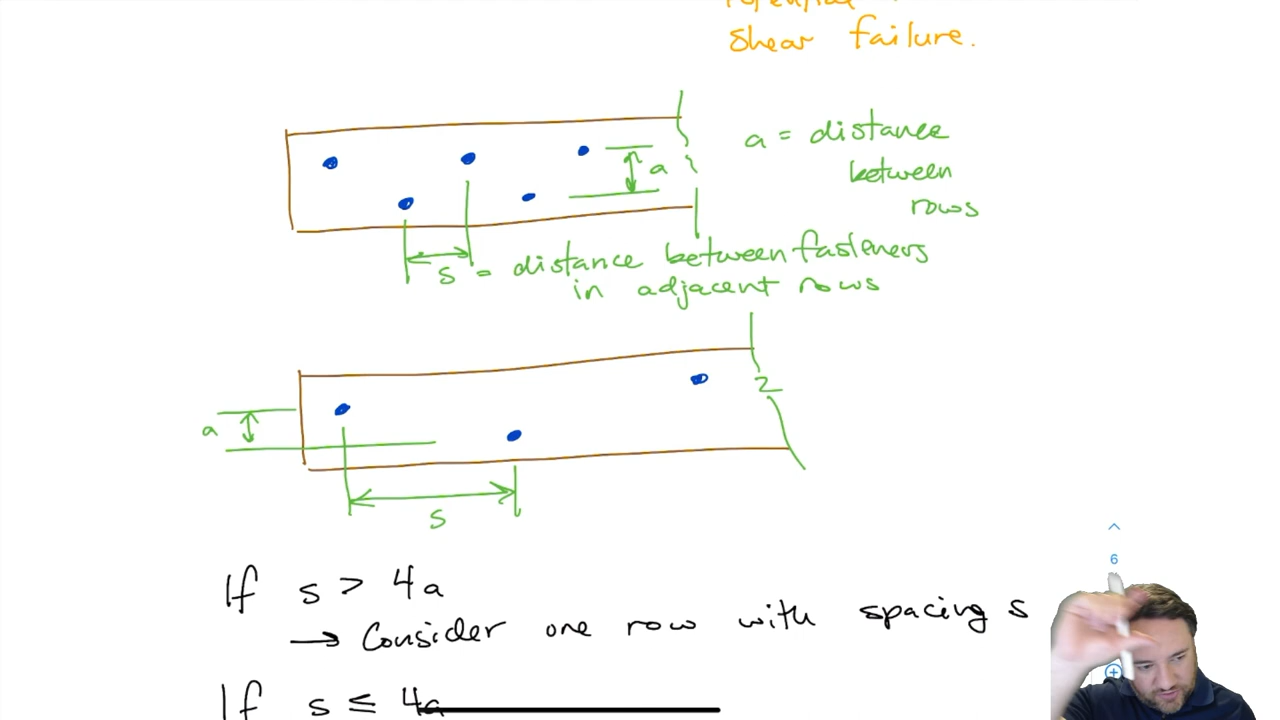 shear failure.
a = distance
between
rows
a
s = distance between fasteners
in adjacent rows
a
s
If s > 4a
→ Consider one row with spacing s
6
If s ≤ 4a